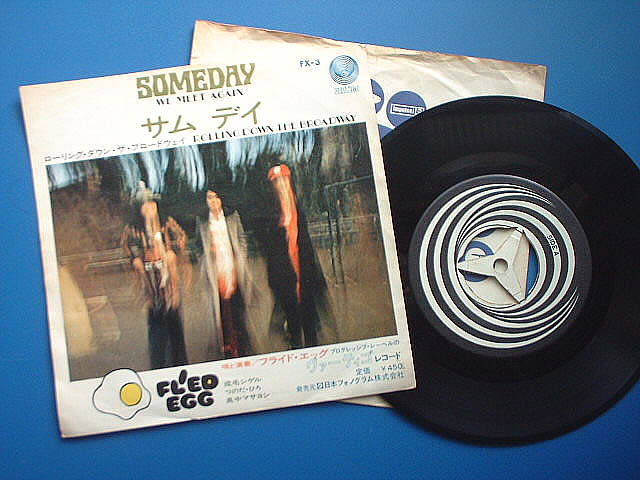 SOMEDAY
WE MEET AGAIN
FX-3
サム デイ
ローリング・ダウン・ザ・ブロードウェイ ROLLING DOWN THE BROADWAY
唄と演奏/フライド・エッグ
プログレッシブ・レーベルの
ヴァーティゴ レコード
定価 ¥450
発売元 日本フォノグラム株式会社
FLIED
EGG
成毛シゲル
つのだ・ひろ
高中マサヨシ
SIDE A